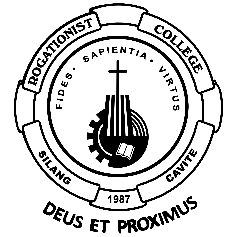 ROGATIONIST COLLEGE
FIDES · SAPIENTIA · VIRTUS
SILANG
1987
CAVITE
DEUS ET PROXIMUS